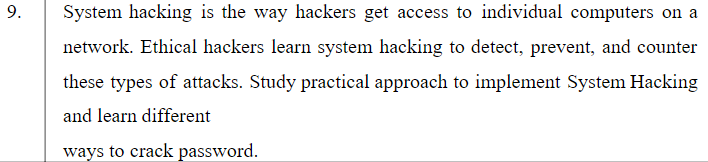 9. System hacking is the way hackers get access to individual computers on a
network. Ethical hackers learn system hacking to detect, prevent, and counter
these types of attacks. Study practical approach to implement System Hacking
and learn different
ways to crack password.